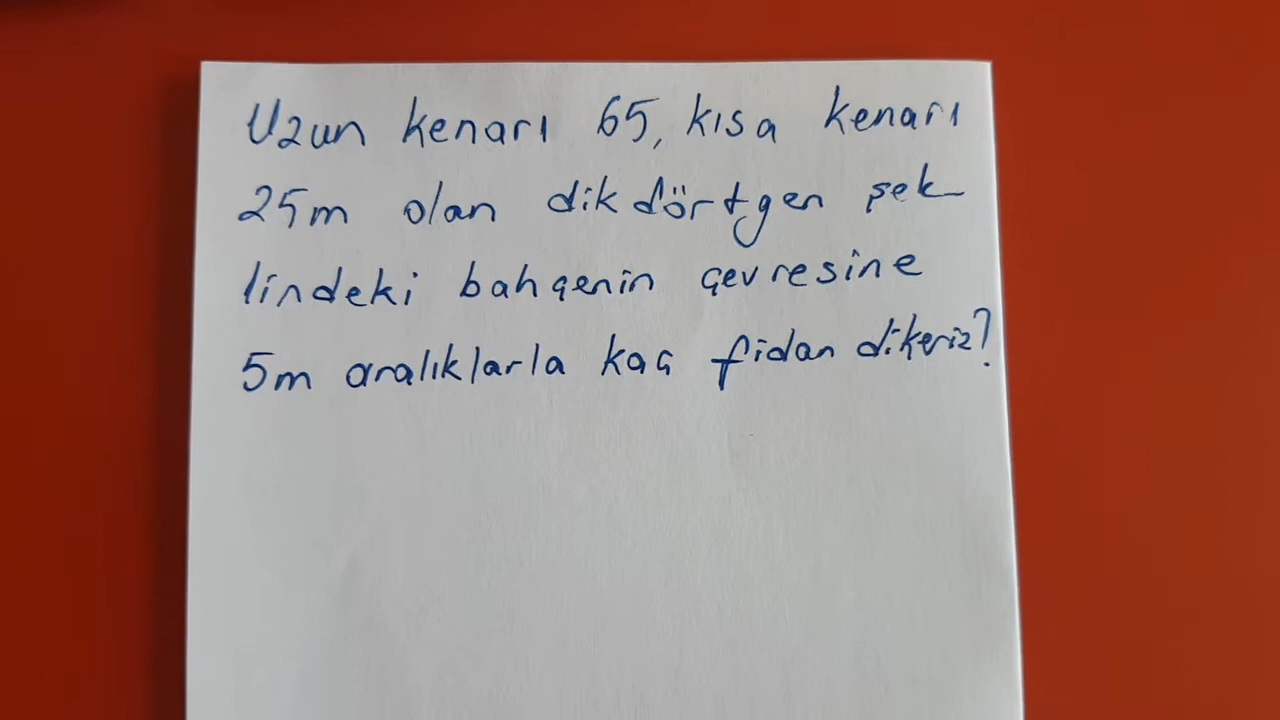 Uzun kenarı 65, kısa kenarı
25m olan dikdörtgen şek
lindeki bahçenin çevresine
5m aralıklarla kaç fidan dikeriz?